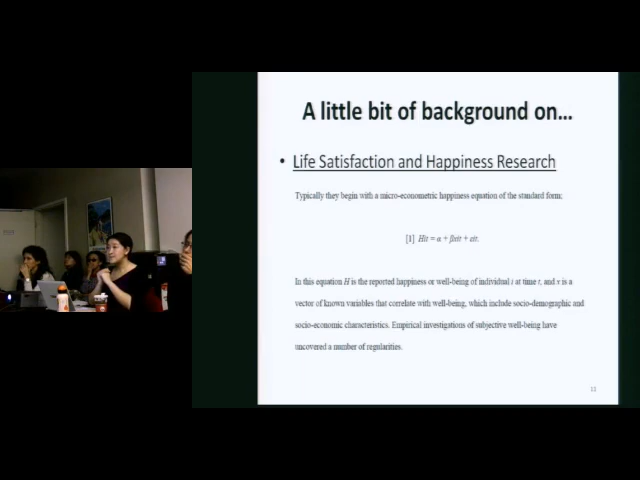 A little bit of background on...
• Life Satisfaction and Happiness Research
Typically they begin with a micro-econometric happiness equation of the standard form;
[1] Hit = α + βxit + εit.
In this equation H is the reported happiness or well-being of individual i at time t, and x is a
vector of known variables that correlate with well-being, which include socio-demographic and
socio-economic characteristics. Empirical investigations of subjective well-being have
uncovered a number of regularities.
11